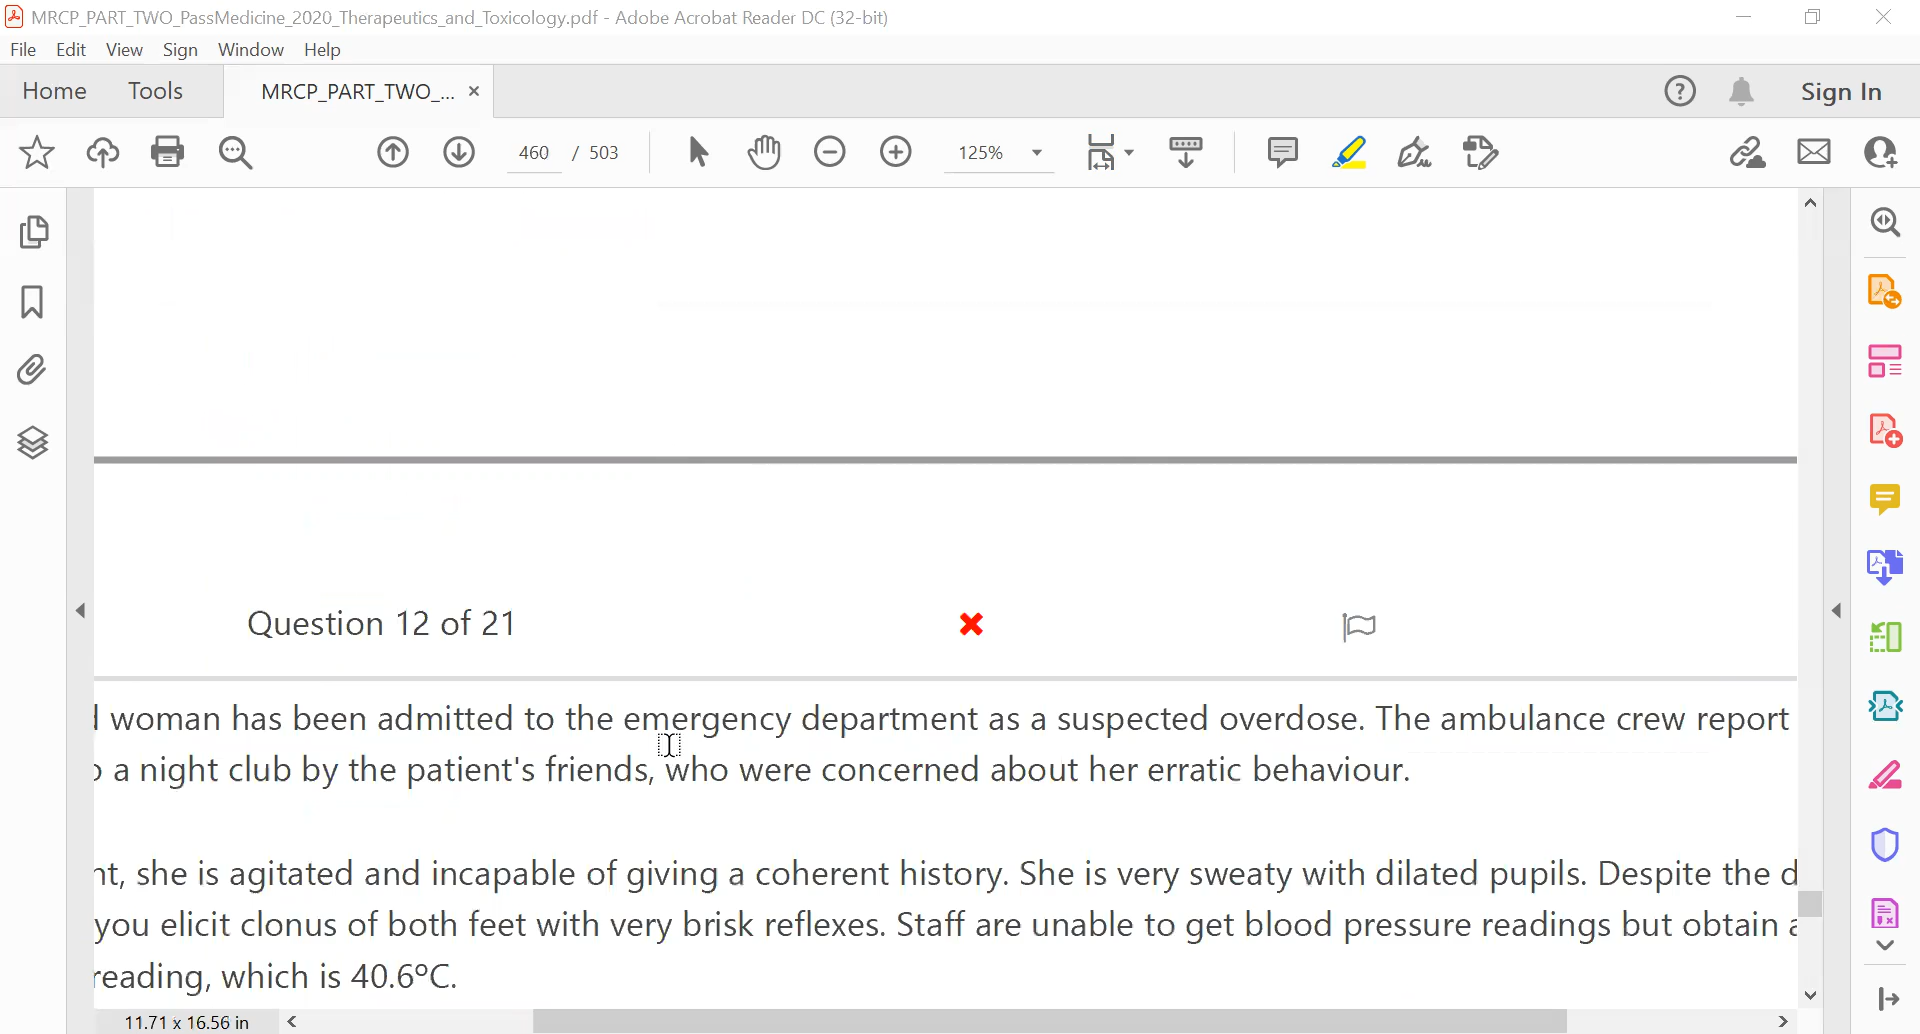 MRCP_PART_TWO_PassMedicine_2020_Therapeutics_and_Toxicology.pdf - Adobe Acrobat Reader DC (32-bit)
File Edit View Sign Window Help
Home Tools MRCP_PART_TWO_... × Sign In
460 / 503 125%
Question 12 of 21
woman has been admitted to the emergency department as a suspected overdose. The ambulance crew report
a night club by the patient's friends, who were concerned about her erratic behaviour.
nt, she is agitated and incapable of giving a coherent history. She is very sweaty with dilated pupils. Despite the d
you elicit clonus of both feet with very brisk reflexes. Staff are unable to get blood pressure readings but obtain a
reading, which is 40.6ºC.
11.71 x 16.56 in